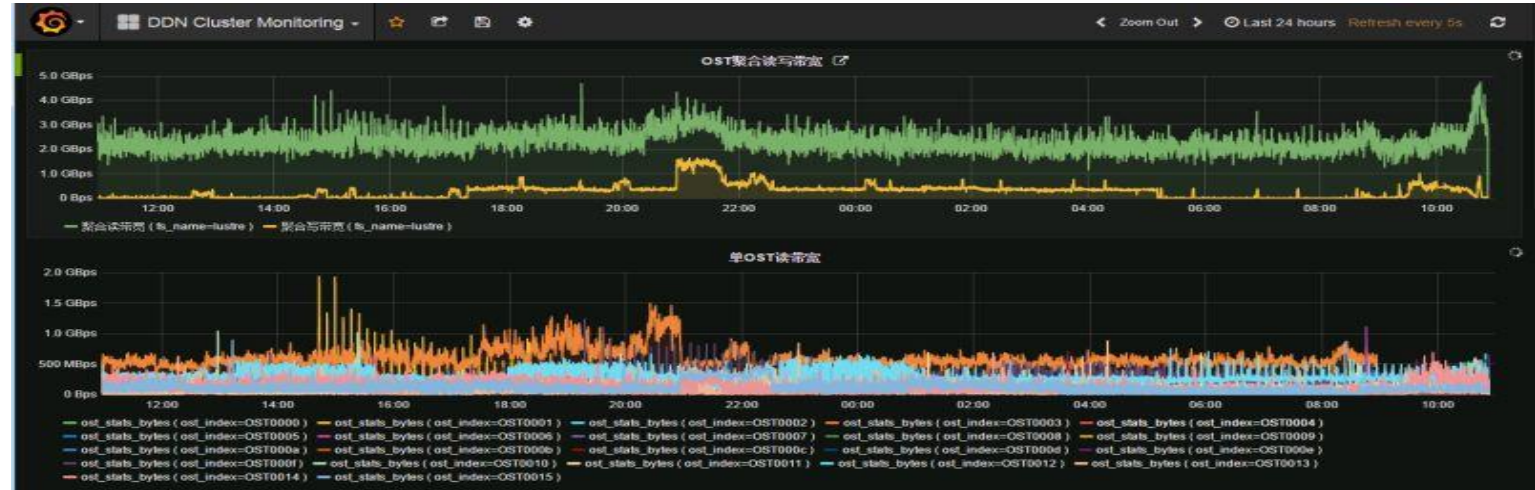 DDN Cluster Monitoring
Zoom Out Last 24 hours Refresh every 5s
OST聚合读写带宽
5.0 GBps
4.0 GBps
3.0 GBps
2.0 GBps
1.0 GBps
0 Bps
12:00 14:00 16:00 18:00 20:00 22:00 00:00 02:00 04:00 06:00 08:00 10:00
聚合读带宽 ( fs_name=lustre ) 聚合写带宽 ( fs_name=lustre )
单OST读带宽
2.0 GBps
1.5 GBps
1.0 GBps
500 MBps
0 Bps
12:00 14:00 16:00 18:00 20:00 22:00 00:00 02:00 04:00 06:00 08:00 10:00
ost_stats_bytes ( ost_index=OST0000 ) ost_stats_bytes ( ost_index=OST0001 ) ost_stats_bytes ( ost_index=OST0002 ) ost_stats_bytes ( ost_index=OST0003 ) ost_stats_bytes ( ost_index=OST0004 )
ost_stats_bytes ( ost_index=OST0005 ) ost_stats_bytes ( ost_index=OST0006 ) ost_stats_bytes ( ost_index=OST0007 ) ost_stats_bytes ( ost_index=OST0008 ) ost_stats_bytes ( ost_index=OST0009 )
ost_stats_bytes ( ost_index=OST000a ) ost_stats_bytes ( ost_index=OST000b ) ost_stats_bytes ( ost_index=OST000c ) ost_stats_bytes ( ost_index=OST000d ) ost_stats_bytes ( ost_index=OST000e )
ost_stats_bytes ( ost_index=OST000f ) ost_stats_bytes ( ost_index=OST0010 ) ost_stats_bytes ( ost_index=OST0011 ) ost_stats_bytes ( ost_index=OST0012 ) ost_stats_bytes ( ost_index=OST0013 )
ost_stats_bytes ( ost_index=OST0014 ) ost_stats_bytes ( ost_index=OST0015 )